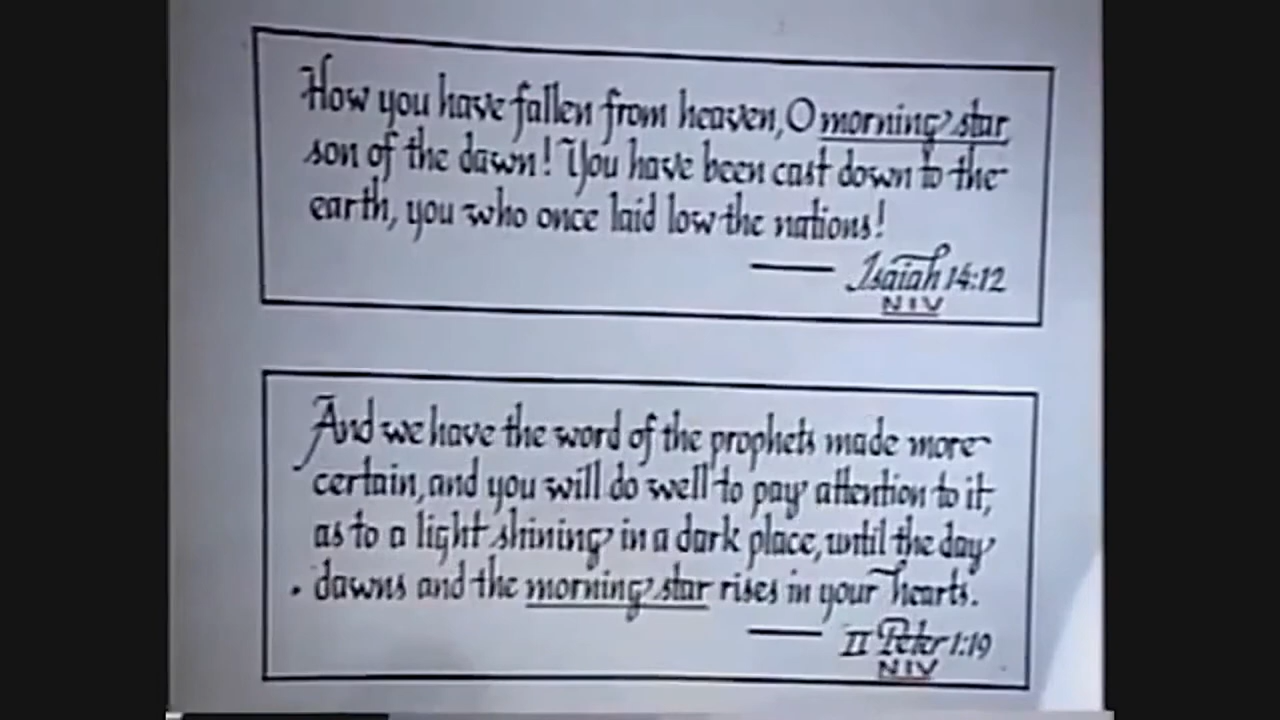 How you have fallen from heaven, O morning star,
son of the dawn! You have been cast down to the
earth, you who once laid low the nations!
— Isaiah 14:12
NIV
And we have the word of the prophets made more
certain, and you will do well to pay attention to it,
as to a light shining in a dark place, until the day
dawns and the morning star rises in your hearts.
— II Peter 1:19
NIV